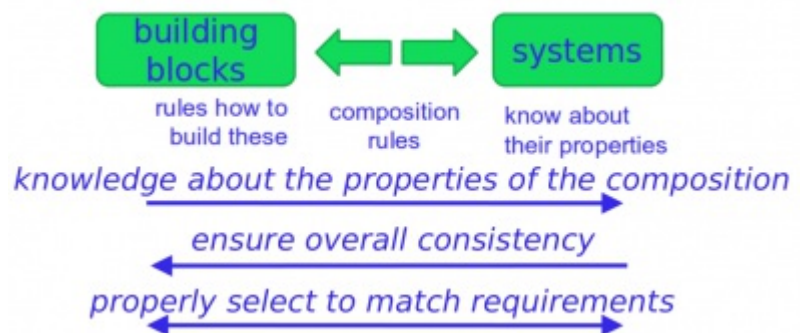 building
blocks
systems
rules how to
build these
composition
rules
know about
their properties
knowledge about the properties of the composition
ensure overall consistency
properly select to match requirements